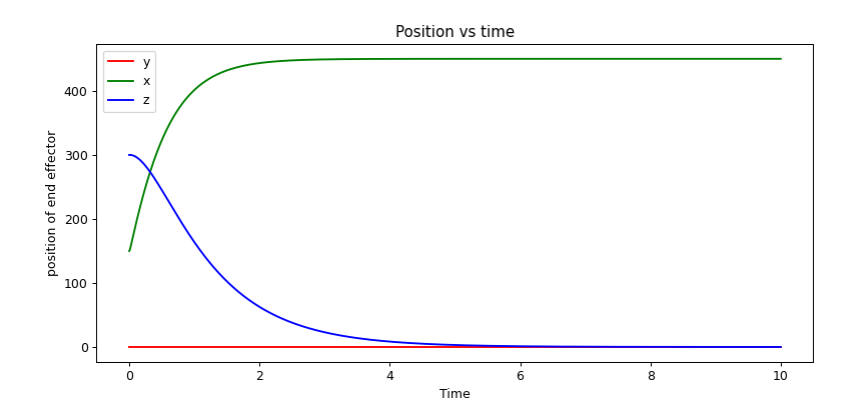 Position vs time
y
x
z
400
300
200
100
0
position of end effector
0 2 4 6 8 10
Time